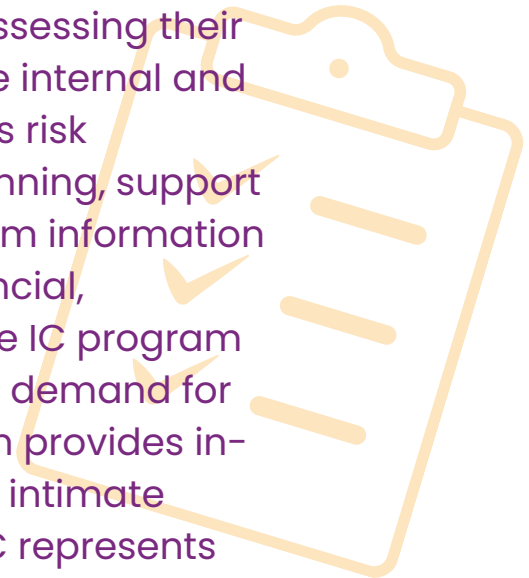 ssessing their
e internal and
s risk
nning, support
m information
ncial,
e IC program
demand for
n provides in-
intimate
C represents